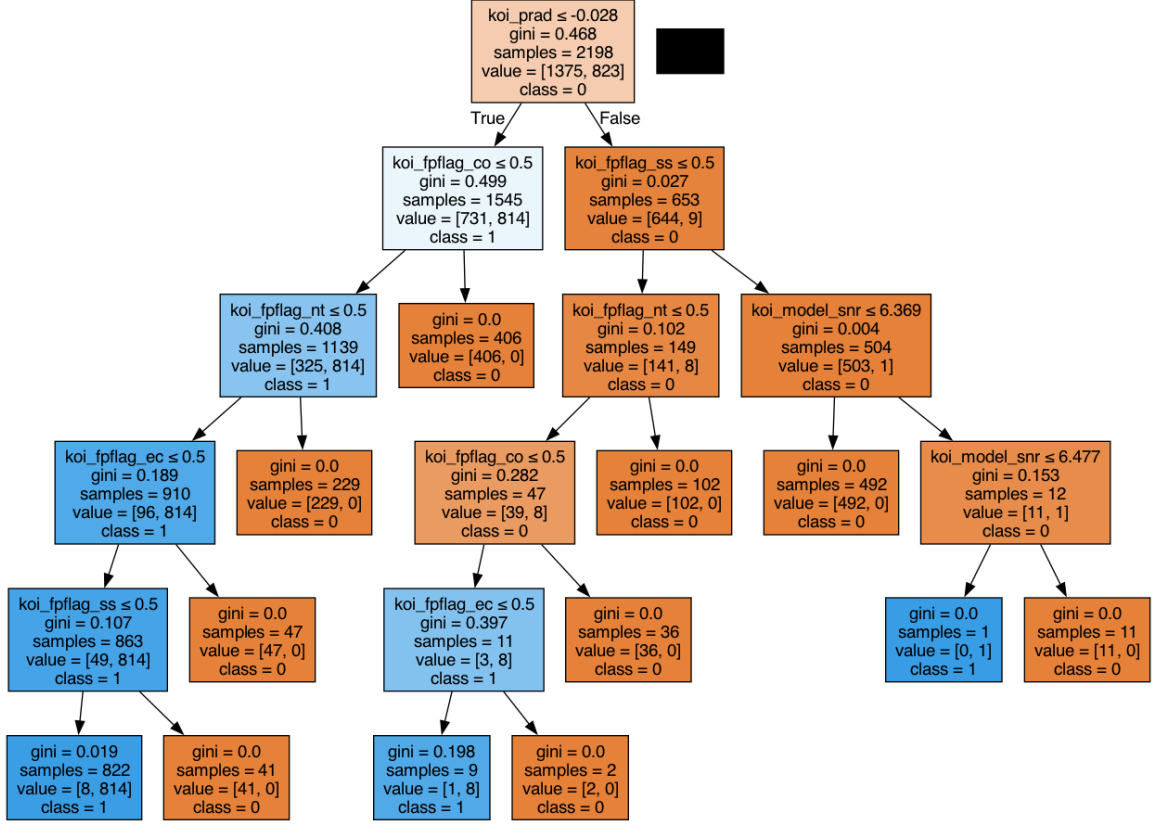 koi_prad ≤ -0.028
gini = 0.468
samples = 2198
value = [1375, 823]
class = 0
True
False
koi_fpflag_co ≤ 0.5
gini = 0.499
samples = 1545
value = [731, 814]
class = 1
koi_fpflag_ss ≤ 0.5
gini = 0.027
samples = 653
value = [644, 9]
class = 0
koi_fpflag_nt ≤ 0.5
gini = 0.408
samples = 1139
value = [325, 814]
class = 1
gini = 0.0
samples = 406
value = [406, 0]
class = 0
koi_fpflag_nt ≤ 0.5
gini = 0.102
samples = 149
value = [141, 8]
class = 0
koi_model_snr ≤ 6.369
gini = 0.004
samples = 504
value = [503, 1]
class = 0
koi_fpflag_ec ≤ 0.5
gini = 0.189
samples = 910
value = [96, 814]
class = 1
gini = 0.0
samples = 229
value = [229, 0]
class = 0
koi_fpflag_co ≤ 0.5
gini = 0.282
samples = 47
value = [39, 8]
class = 0
gini = 0.0
samples = 102
value = [102, 0]
class = 0
gini = 0.0
samples = 492
value = [492, 0]
class = 0
koi_model_snr ≤ 6.477
gini = 0.153
samples = 12
value = [11, 1]
class = 0
koi_fpflag_ss ≤ 0.5
gini = 0.107
samples = 863
value = [49, 814]
class = 1
gini = 0.0
samples = 47
value = [47, 0]
class = 0
koi_fpflag_ec ≤ 0.5
gini = 0.397
samples = 11
value = [3, 8]
class = 1
gini = 0.0
samples = 36
value = [36, 0]
class = 0
gini = 0.0
samples = 1
value = [0, 1]
class = 1
gini = 0.0
samples = 11
value = [11, 0]
class = 0
gini = 0.019
samples = 822
value = [8, 814]
class = 1
gini = 0.0
samples = 41
value = [41, 0]
class = 0
gini = 0.198
samples = 9
value = [1, 8]
class = 1
gini = 0.0
samples = 2
value = [2, 0]
class = 0